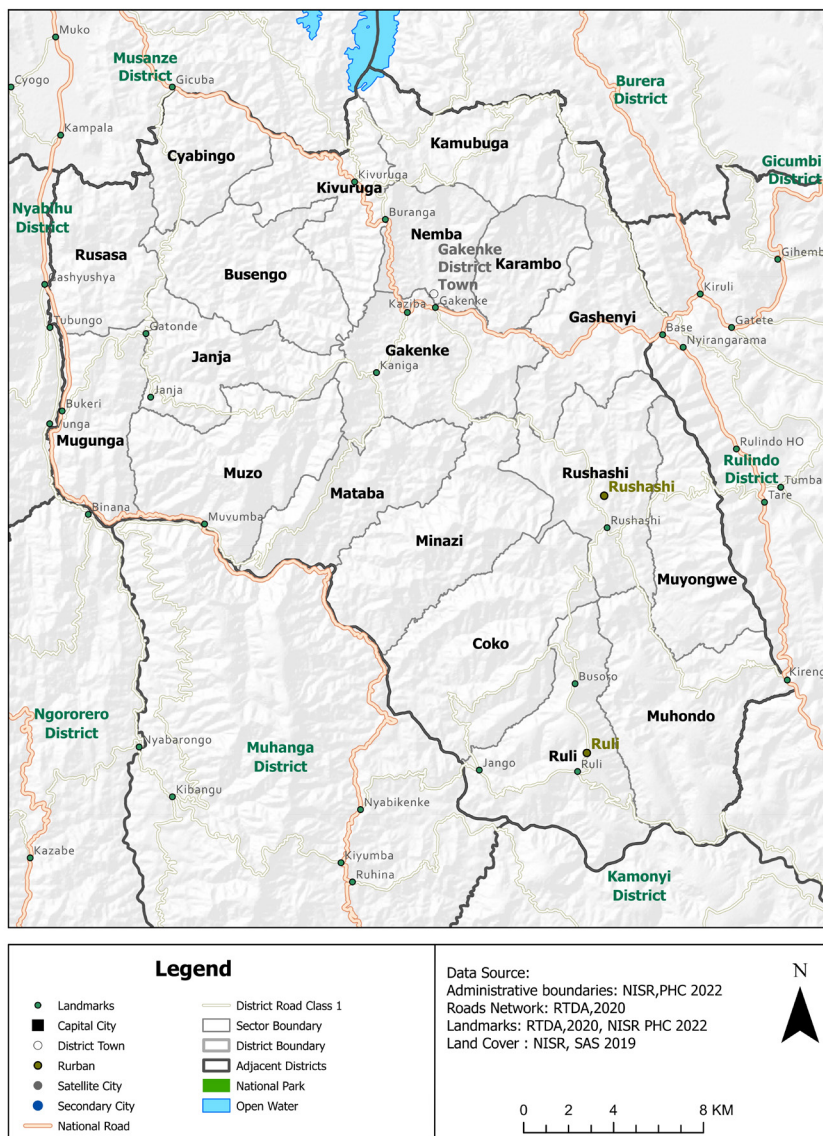 Muko
Musanze
District
Cyogo
Gicuba
Burera
District
Kampala
Cyabingo
Kamubuga
Gicumbi
District
Kivuruga
Kivuruga
Nyabihu
District
Buranga
Rusasa
Nemba
Gakenke
District
Town
Karambo
Busengo
Gihemb
Gashyushya
Kiruli
Kaziba
Gakenke
Gashenyi
Tubungo
Gatonde
Gatete
Base
Nyirangarama
Janja
Gakenke
Kaniga
Janja
Bukeri
Mugunga
Rulindo HO
Rulindo
District
Muzo
Mataba
Rushashi
Rushashi
Tumba
Tare
Binana
Muvumba
Rushashi
Minazi
Muyongwe
Coko
Busoro
Kireng
Ngororero
District
Muhondo
Nyabarongo
Muhanga
District
Ruli
Ruli
Ruli
Jango
Kibangu
Nyabikenke
Kazabe
Kiyumba
Ruhina
Kamonyi
District
Legend
Landmarks
Capital City
District Town
Rurban
Satellite City
Secondary City
National Road
District Road Class 1
Sector Boundary
District Boundary
Adjacent Districts
National Park
Open Water
Data Source:
Administrative boundaries: NISR,PHC 2022
Roads Network: RTDA,2020
Landmarks: RTDA,2020, NISR PHC 2022
Land Cover : NISR, SAS 2019
N
0 2 4 8 KM